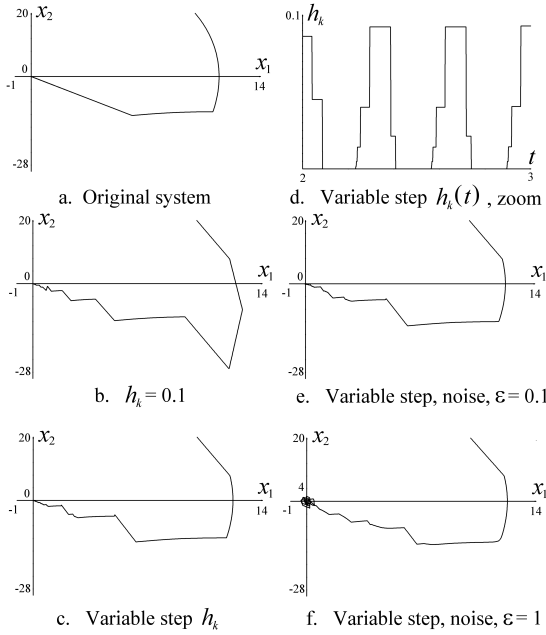 20 x₂
0
-1
x₁
14
-28
a. Original system
0.1 hₖ
t
2
3
d. Variable step hₖ(t) , zoom
20 x₂
0
-1
x₁
14
-28
b. hₖ = 0.1
20 x₂
0
-1
x₁
14
-28
e. Variable step, noise, ε = 0.1
20 x₂
0
-1
x₁
14
-28
c. Variable step hₖ
20 x₂
4
-1
x₁
14
-28
f. Variable step, noise, ε = 1